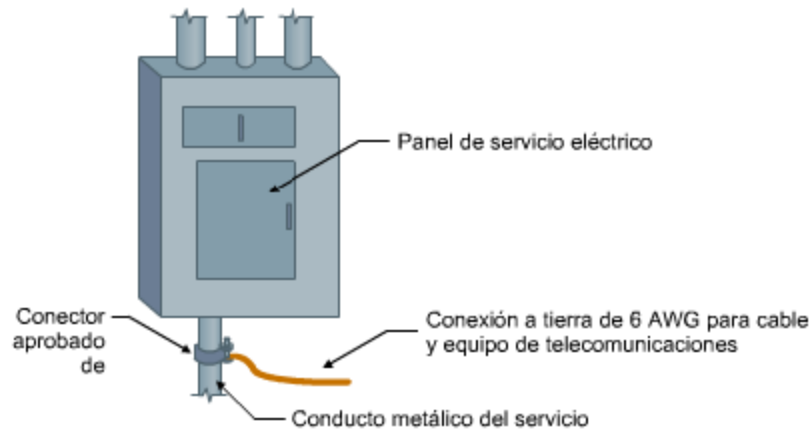 Panel de servicio eléctrico
Conector
aprobado
de
Conexión a tierra de 6 AWG para cable
y equipo de telecomunicaciones
Conducto metálico del servicio